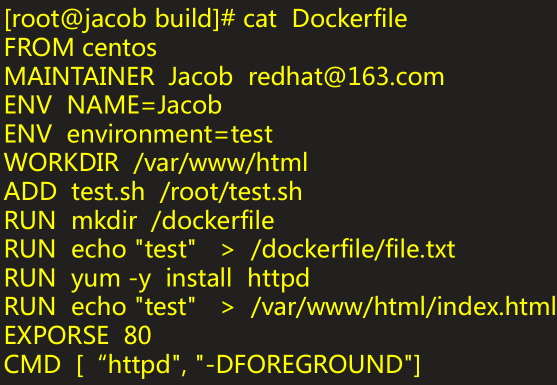 [root@jacob build]# cat Dockerfile
FROM centos
MAINTAINER Jacob redhat@163.com
ENV NAME=Jacob
ENV environment=test
WORKDIR /var/www/html
ADD test.sh /root/test.sh
RUN mkdir /dockerfile
RUN echo "test" > /dockerfile/file.txt
RUN yum -y install httpd
RUN echo "test" > /var/www/html/index.html
EXPORSE 80
CMD [ “httpd", "-DFOREGROUND"]